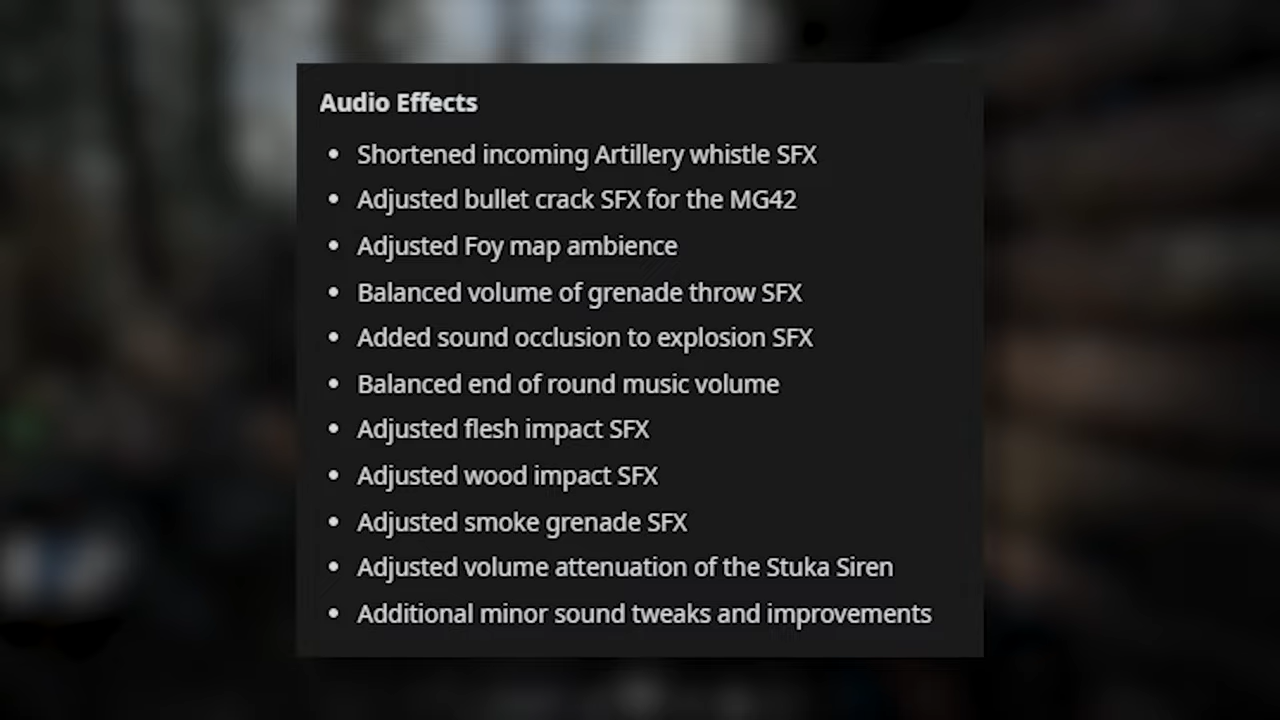 Audio Effects
• Shortened incoming Artillery whistle SFX
• Adjusted bullet crack SFX for the MG42
• Adjusted Foy map ambience
• Balanced volume of grenade throw SFX
• Added sound occlusion to explosion SFX
• Balanced end of round music volume
• Adjusted flesh impact SFX
• Adjusted wood impact SFX
• Adjusted smoke grenade SFX
• Adjusted volume attenuation of the Stuka Siren
• Additional minor sound tweaks and improvements